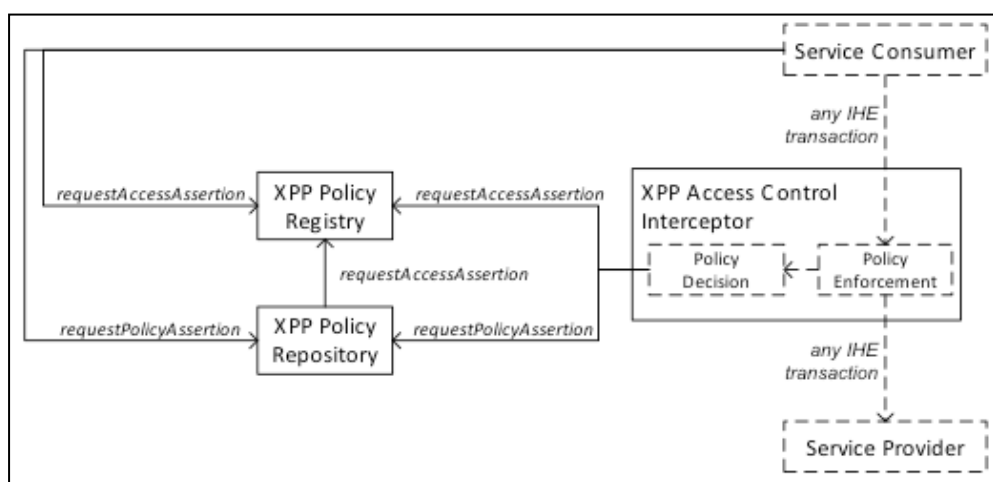 Service Consumer
any IHE
transaction
XPP Access Control
Interceptor
requestAccessAssertion
XPP Policy
Registry
requestAccessAssertion
Policy
Decision
Policy
Enforcement
requestAccessAssertion
requestPolicyAssertion
XPP Policy
Repository
requestPolicyAssertion
any IHE
transaction
Service Provider